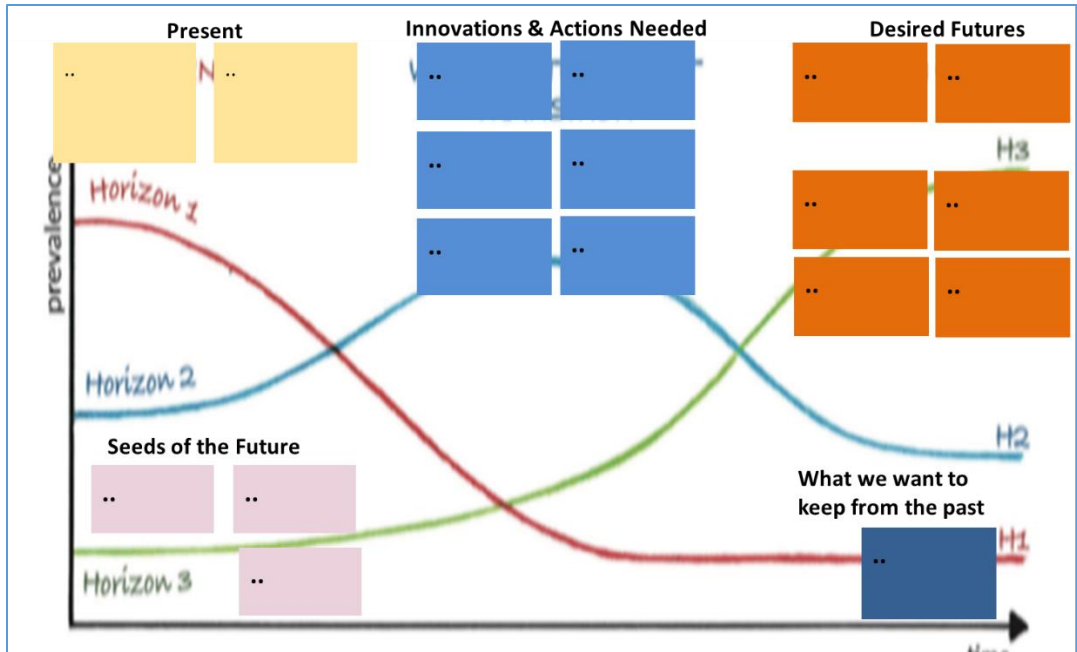 Present
Innovations & Actions Needed
Desired Futures
..
..
..
..
..
..
H3
Horizon 1
prevalence
..
..
..
..
..
..
..
..
Horizon 2
H2
Seeds of the Future
..
..
What we want to
keep from the past
..
H1
Horizon 3
..